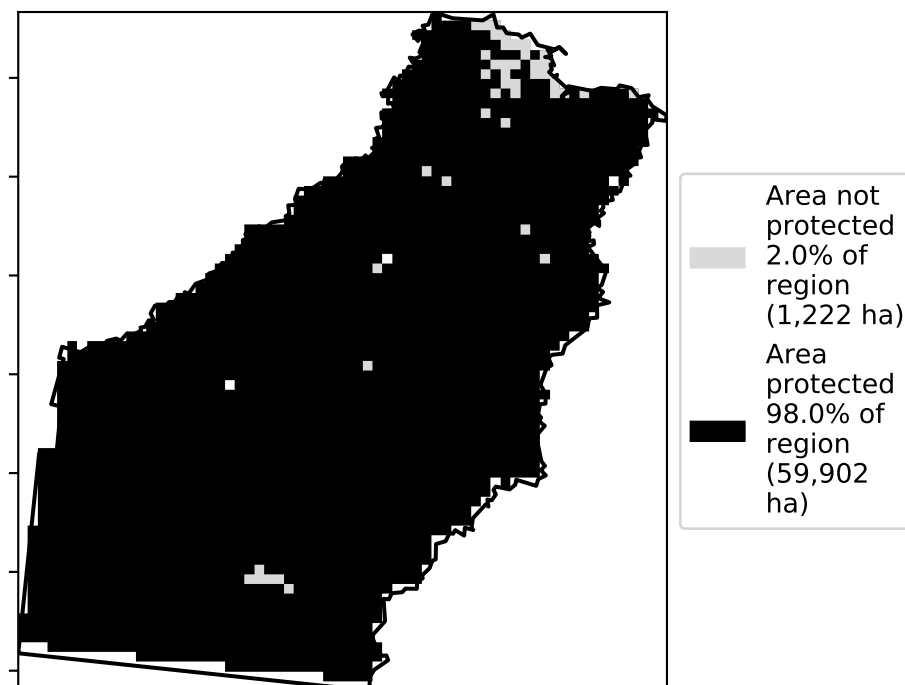 Area not
protected
2.0% of
region
(1,222 ha)
Area
protected
98.0% of
region
(59,902
ha)